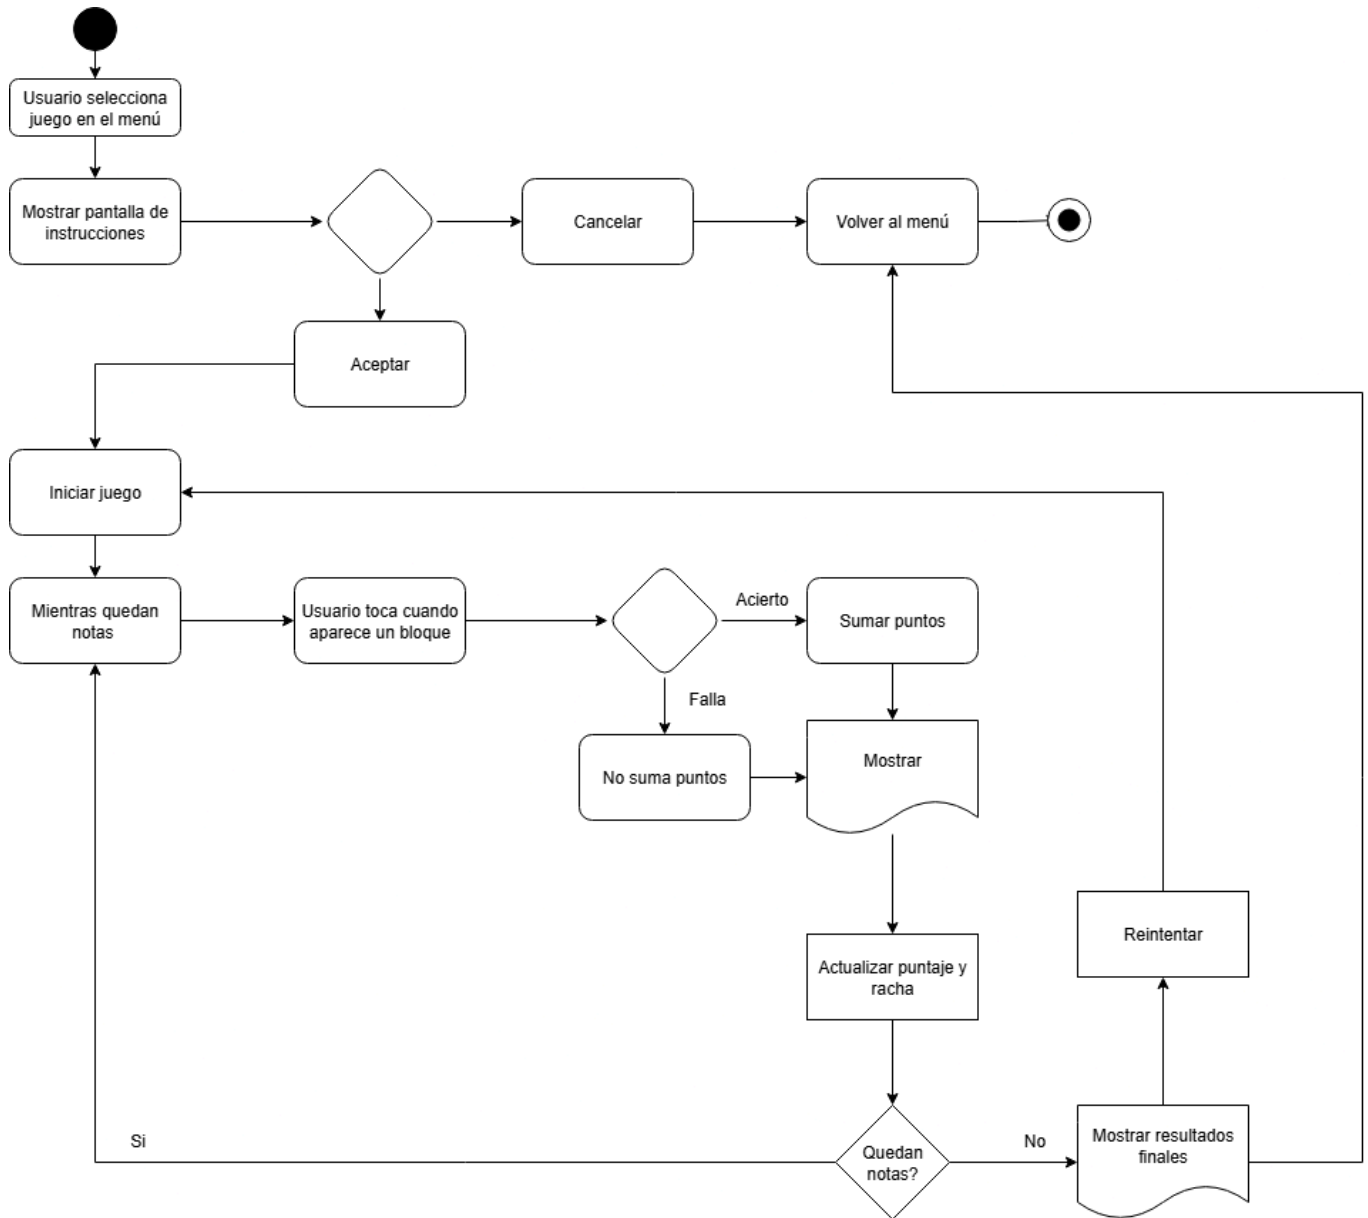 Usuario selecciona
juego en el menú
Mostrar pantalla de
instrucciones
Cancelar
Volver al menú
Aceptar
Iniciar juego
Mientras quedan
notas
Usuario toca cuando
aparece un bloque
Acierto
Sumar puntos
Falla
No suma puntos
Mostrar
Reintentar
Actualizar puntaje y
racha
Si
Quedan
notas?
No
Mostrar resultados
finales